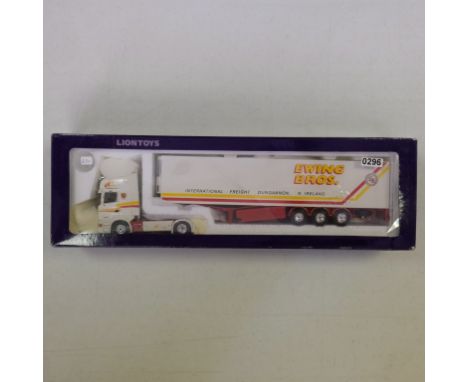 LIONTOYS
0296
EWING
BROS.
INTERNATIONAL FREIGHT DUNGANNON, N. IRELAND